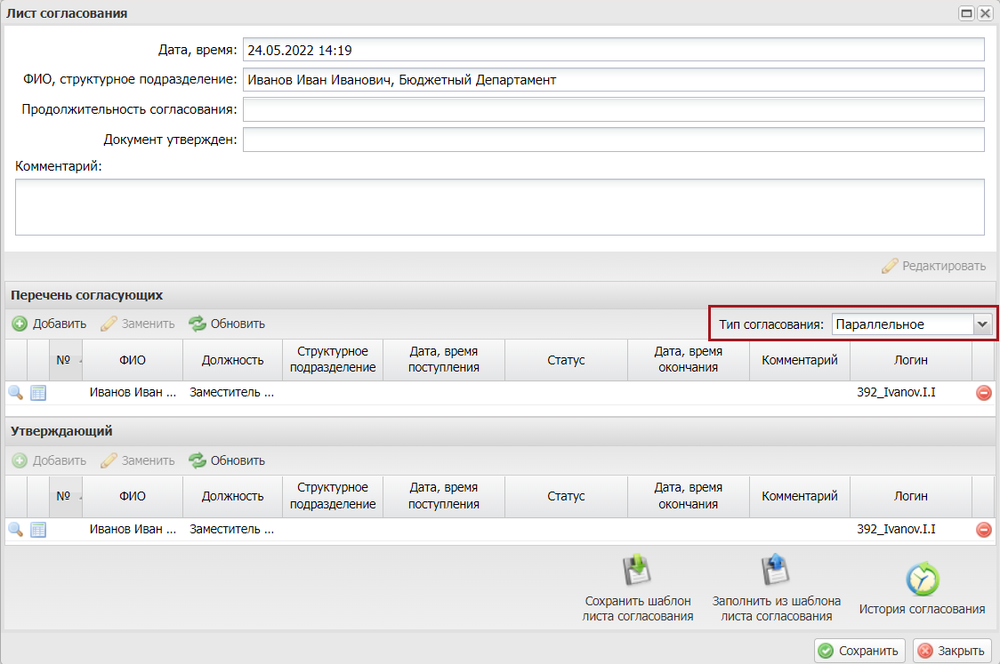 Лист согласования
Дата, время: 24.05.2022 14:19
ФИО, структурное подразделение: Иванов Иван Иванович, Бюджетный Департамент
Продолжительность согласования:
Документ утвержден:
Комментарий:
Редактировать
Перечень согласующих
Добавить Заменить Обновить Тип согласования: Параллельное
№ ФИО Должность Структурное подразделение Дата, время поступления Статус Дата, время окончания Комментарий Логин
Иванов Иван ... Заместитель ... 392_Ivanov.I.I
Утверждающий
Добавить Заменить Обновить
№ ФИО Должность Структурное подразделение Дата, время поступления Статус Дата, время окончания Комментарий Логин
Иванов Иван ... Заместитель ... 392_Ivanov.I.I
Сохранить шаблон листа согласования
Заполнить из шаблона листа согласования
История согласования
Сохранить Закрыть